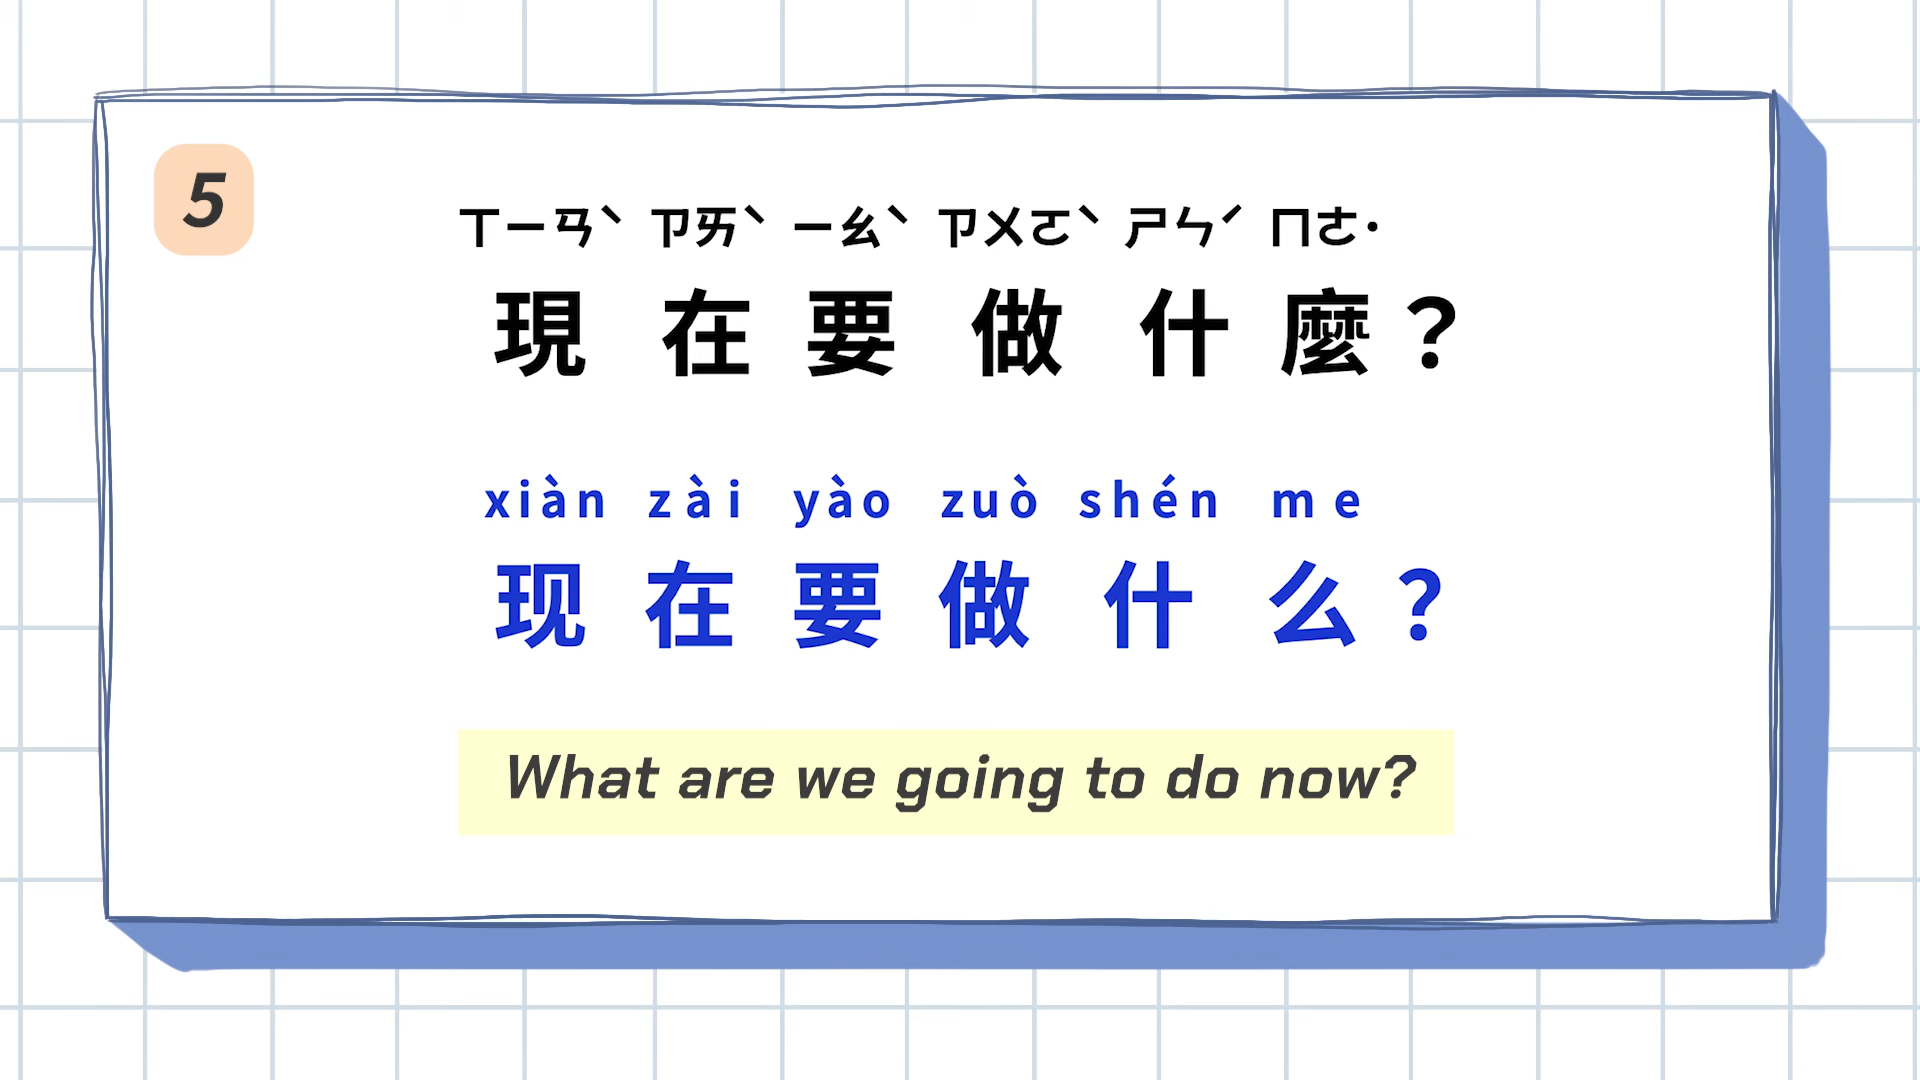 5
ㄒㄧㄢˋ ㄗㄞˋ ㄧㄠˋ ㄗㄨㄛˋ ㄕㄣˊ ㄇㄜ˙
現在要做什麼？
xiàn zài yào zuò shén me
现在要做什么？
What are we going to do now?